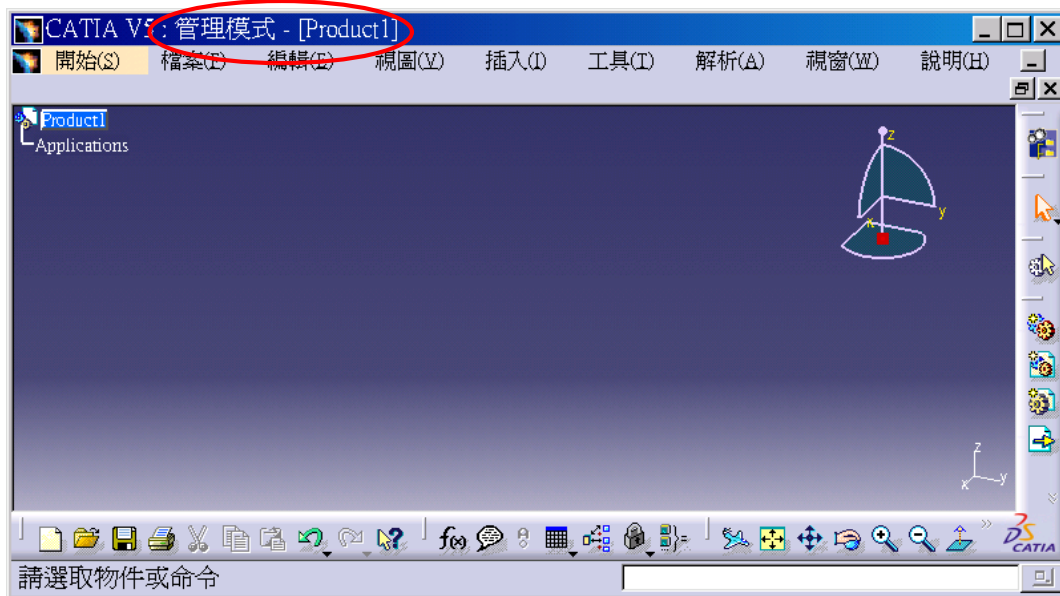 CATIA V5 : 管理模式 - [Product1]
開始(S) 檔案(F) 編輯(E) 視圖(V) 插入(I) 工具(T) 解析(A) 視窗(W) 說明(H)
Product1
Applications
z
y
x
z
y
x
f(x)
CATIA
請選取物件或命令